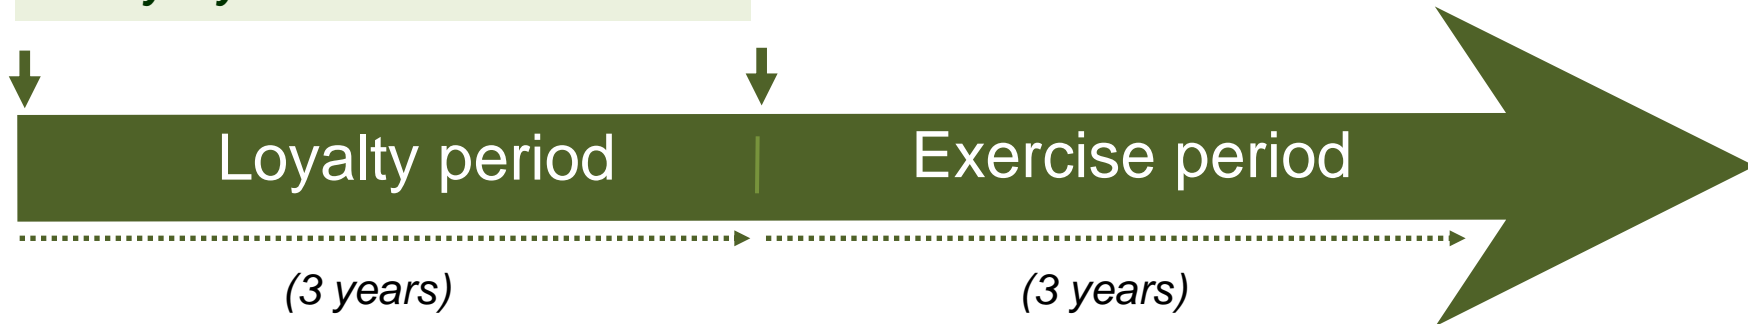 Loyalty period
Exercise period
(3 years)
(3 years)